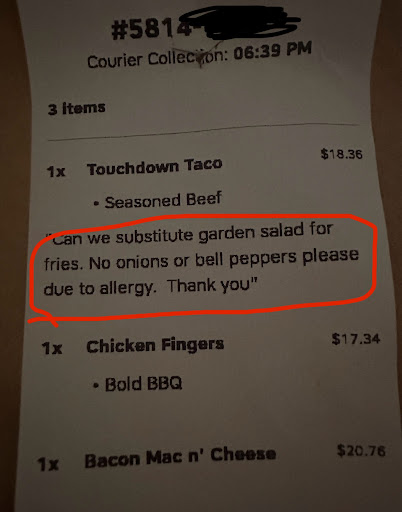 #5814
Courier Collection: 06:39 PM
3 items
1x Touchdown Taco $18.36
• Seasoned Beef
"Can we substitute garden salad for
fries. No onions or bell peppers please
due to allergy. Thank you"
1x Chicken Fingers $17.34
• Bold BBQ
1x Bacon Mac n' Cheese $20.76